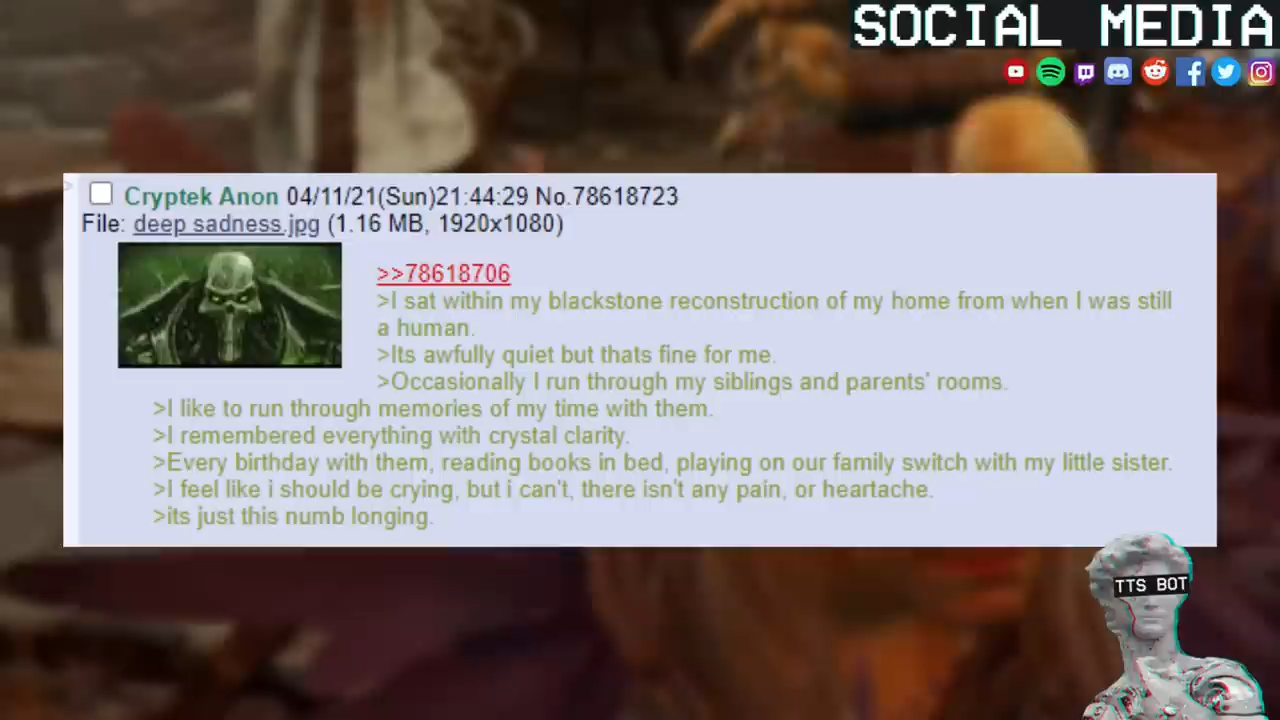 SOCIAL MEDIA
Cryptek Anon 04/11/21(Sun)21:44:29 No.78618723
File: deep sadness.jpg (1.16 MB, 1920x1080)
>>78618706
>I sat within my blackstone reconstruction of my home from when I was still
a human.
>Its awfully quiet but thats fine for me.
>Occasionally I run through my siblings and parents' rooms.
>I like to run through memories of my time with them.
>I remembered everything with crystal clarity.
>Every birthday with them, reading books in bed, playing on our family switch with my little sister.
>I feel like i should be crying, but i can't, there isn't any pain, or heartache.
>its just this numb longing.
TTS BOT